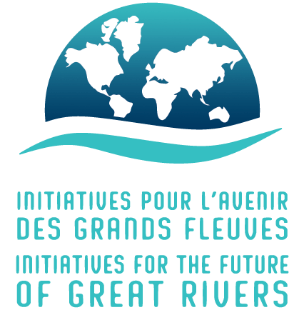 INITIATIVES POUR L'AVENIR
DES GRANDS FLEUVES
INITIATIVES FOR THE FUTURE
OF GREAT RIVERS